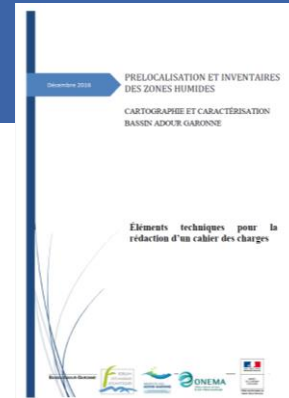 Décembre 2016
PRELOCALISATION ET INVENTAIRES
DES ZONES HUMIDES
CARTOGRAPHIE ET CARACTÉRISATION
BASSIN ADOUR GARONNE
Éléments techniques pour la
rédaction d'un cahier des charges
ONEMA